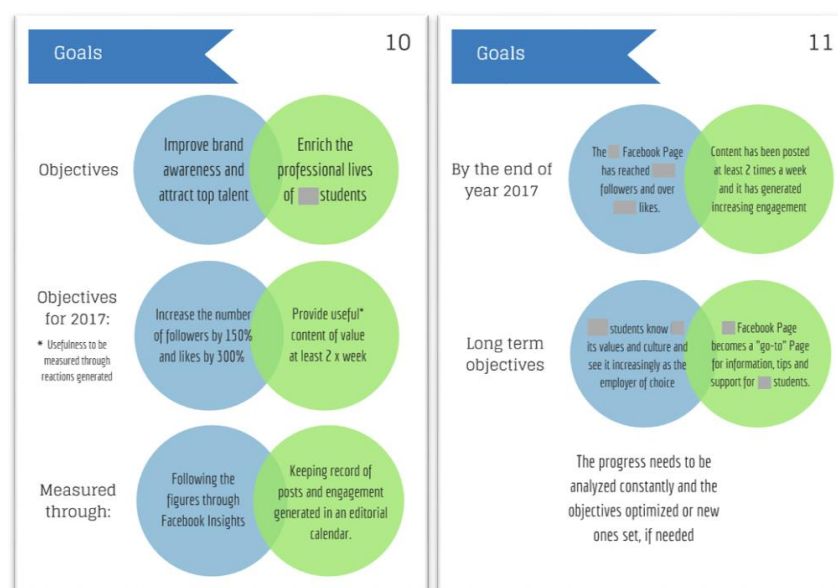 Goals
10
Objectives
Improve brand
awareness and
attract top talent
Enrich the
professional lives
of students
Objectives
for 2017:
* Usefulness to be
measured through
reactions generated
Increase the number
of followers by 150%
and likes by 300%
Provide useful*
content of value
at least 2 x week
Measured
through:
Following the
figures through
Facebook Insights
Keeping record of
posts and engagement
generated in an editorial
calendar.
Goals
11
By the end of
year 2017
The Facebook Page
has reached
followers and over
likes.
Content has been posted
at least 2 times a week
and it has generated
increasing engagement
Long term
objectives
students know
its values and culture and
see it increasingly as the
employer of choice
Facebook Page
becomes a "go-to" Page
for information, tips and
support for students.
The progress needs to be
analyzed constantly and the
objectives optimized or new
ones set, if needed